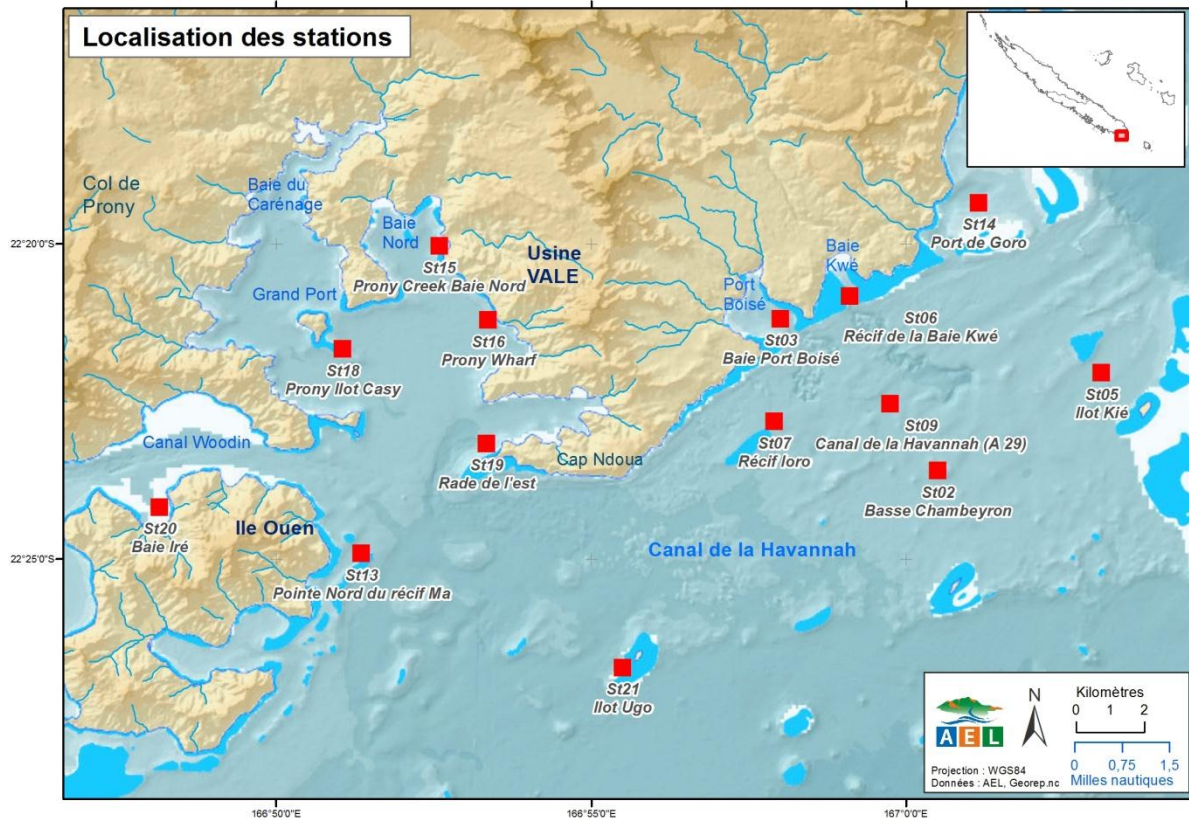 Localisation des stations
Col de
Prony
Baie du
Carénage
Baie
Nord
22°20'0"S
St15
Prony Creek Baie Nord
Usine
VALE
St14
Port de Goro
Baie
Kwé
Port
Boisé
Grand Port
St16
Prony Wharf
St03
Baie Port Boisé
St06
Récif de la Baie Kwé
St18
Prony Ilot Casy
St05
Ilot Kié
St09
Canal de la Havannah (A 29)
St07
Récif Ioro
Canal Woodin
Cap Ndoua
St19
Rade de l'est
St02
Basse Chambeyron
St20
Baie Iré
Ile Ouen
Canal de la Havannah
22°25'0"S
St13
Pointe Nord du récif Ma
St21
Ilot Ugo
AEL
N
Kilomètres
0 1 2
0 0,75 1,5
Milles nautiques
Projection : WGS84
Données : AEL, Georep.nc
166°50'0"E
166°55'0"E
167°0'0"E